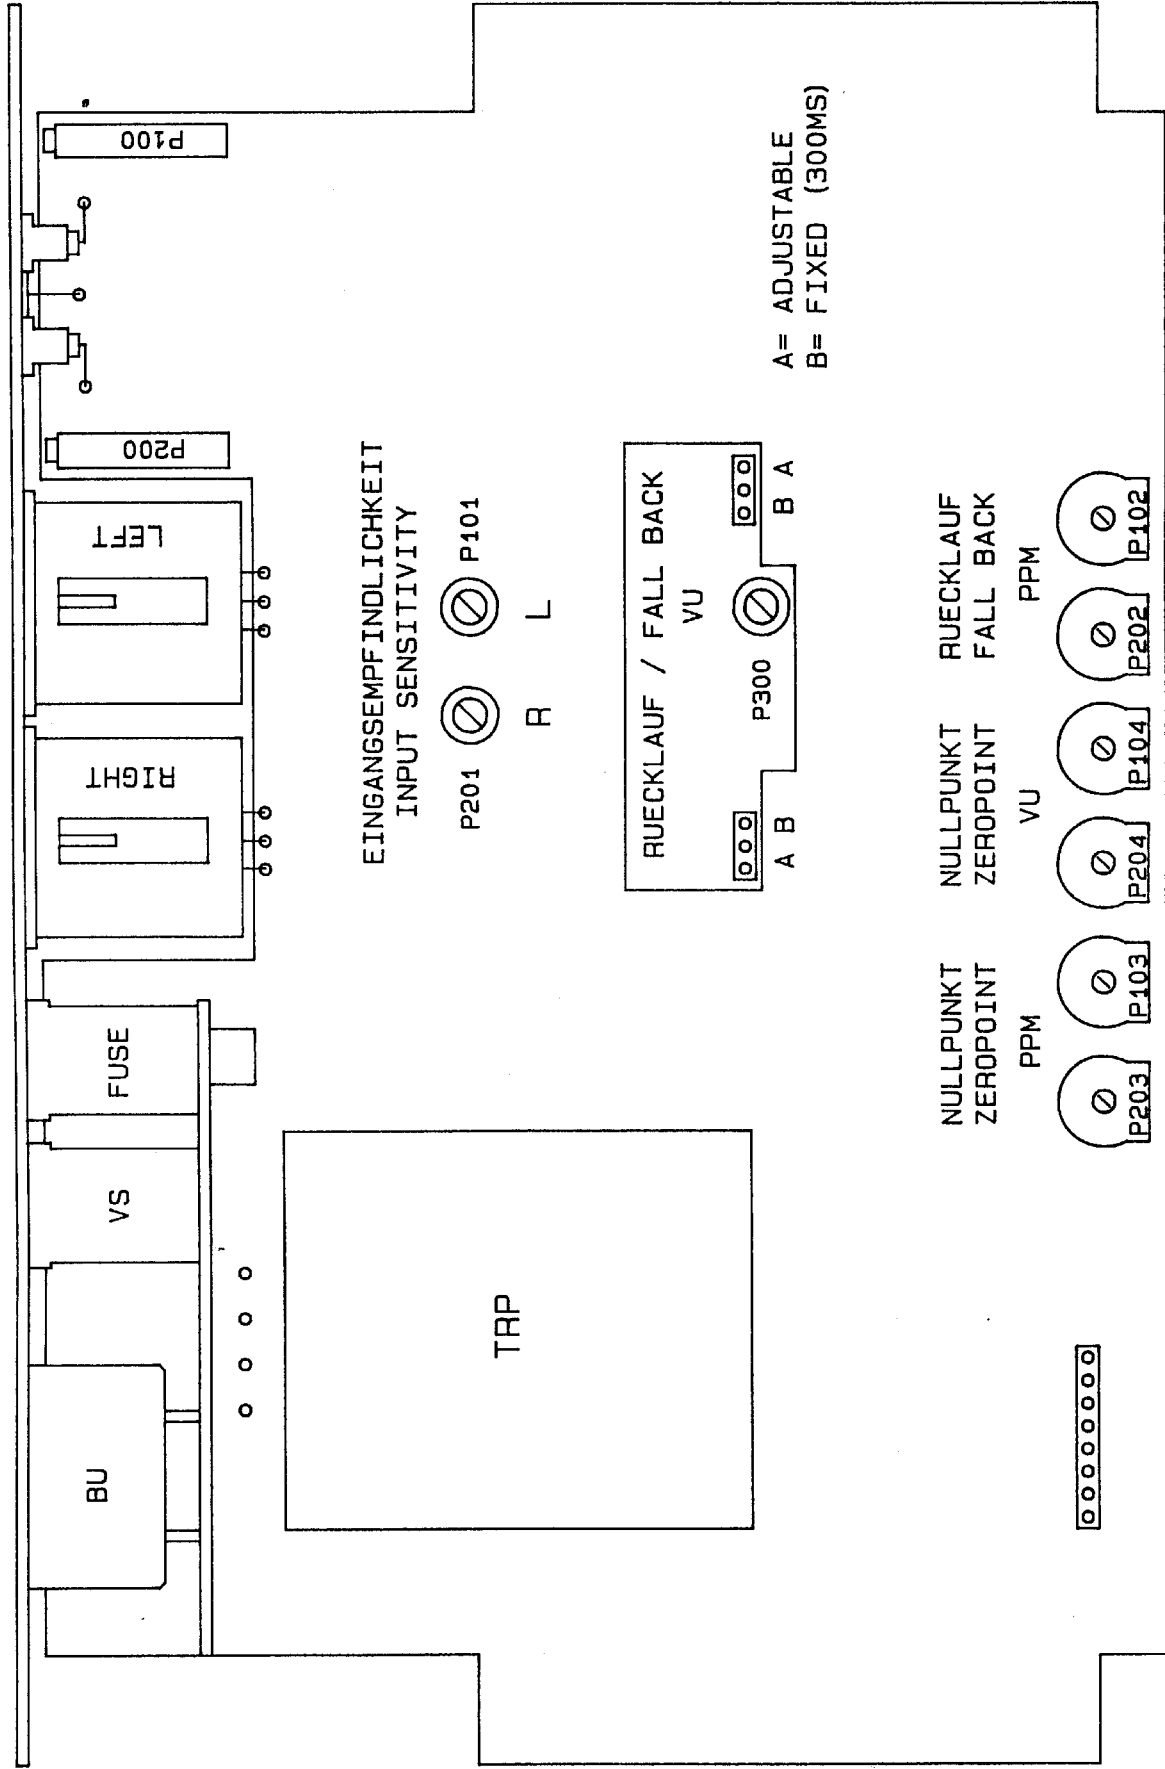 BU
VS
FUSE
RIGHT
LEFT
P200
P100
TRP
EINGANGSEMPFINDLICHKEIT
INPUT SENSITIVITY
P201
P101
R
L
RUECKLAUF / FALL BACK
VU
P300
A B
B A
A= ADJUSTABLE
B= FIXED (300MS)
NULLPUNKT
ZEROPOINT
PPM
NULLPUNKT
ZEROPOINT
VU
RUECKLAUF
FALL BACK
PPM
P203
P103
P204
P104
P202
P102